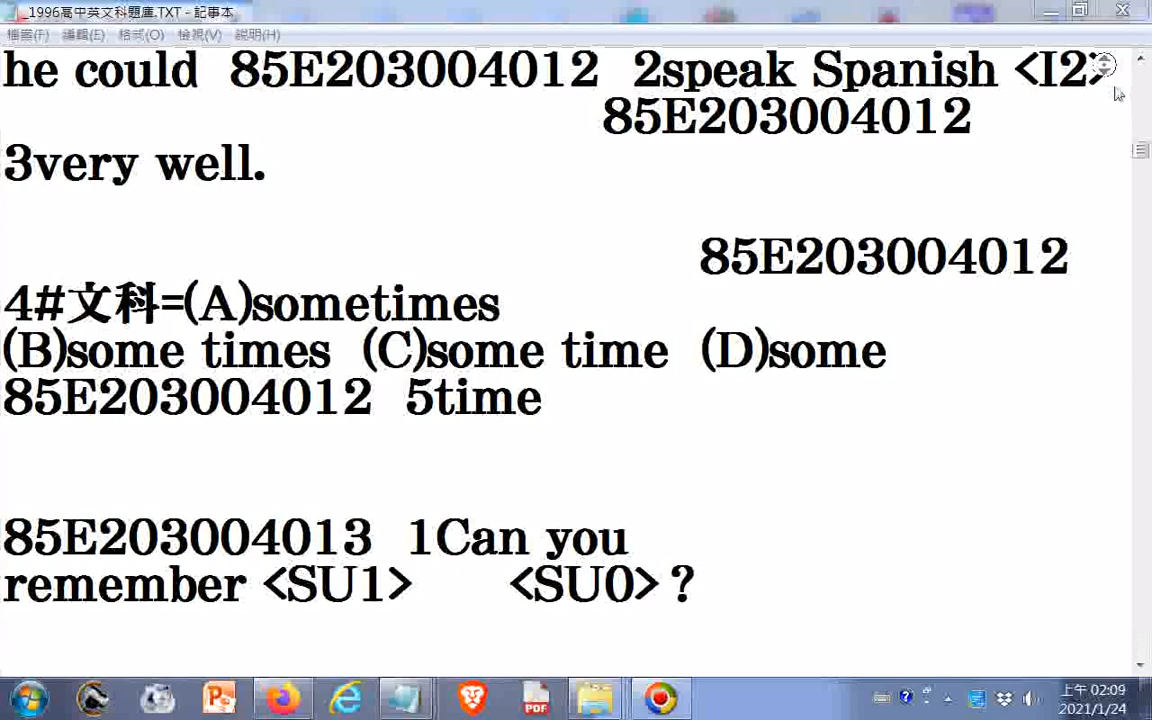 _1996高中英文科題庫.TXT - 記事本
檔案(F) 編輯(E) 格式(O) 檢視(V) 說明(H)
he could 85E203004012 2speak Spanish <I2>
85E203004012
3very well.
85E203004012
4#文科=(A)sometimes
(B)some times (C)some time (D)some
85E203004012 5time
85E203004013 1Can you
remember <SU1> <SU0>？
PDF
上午 02:09
2021/1/24